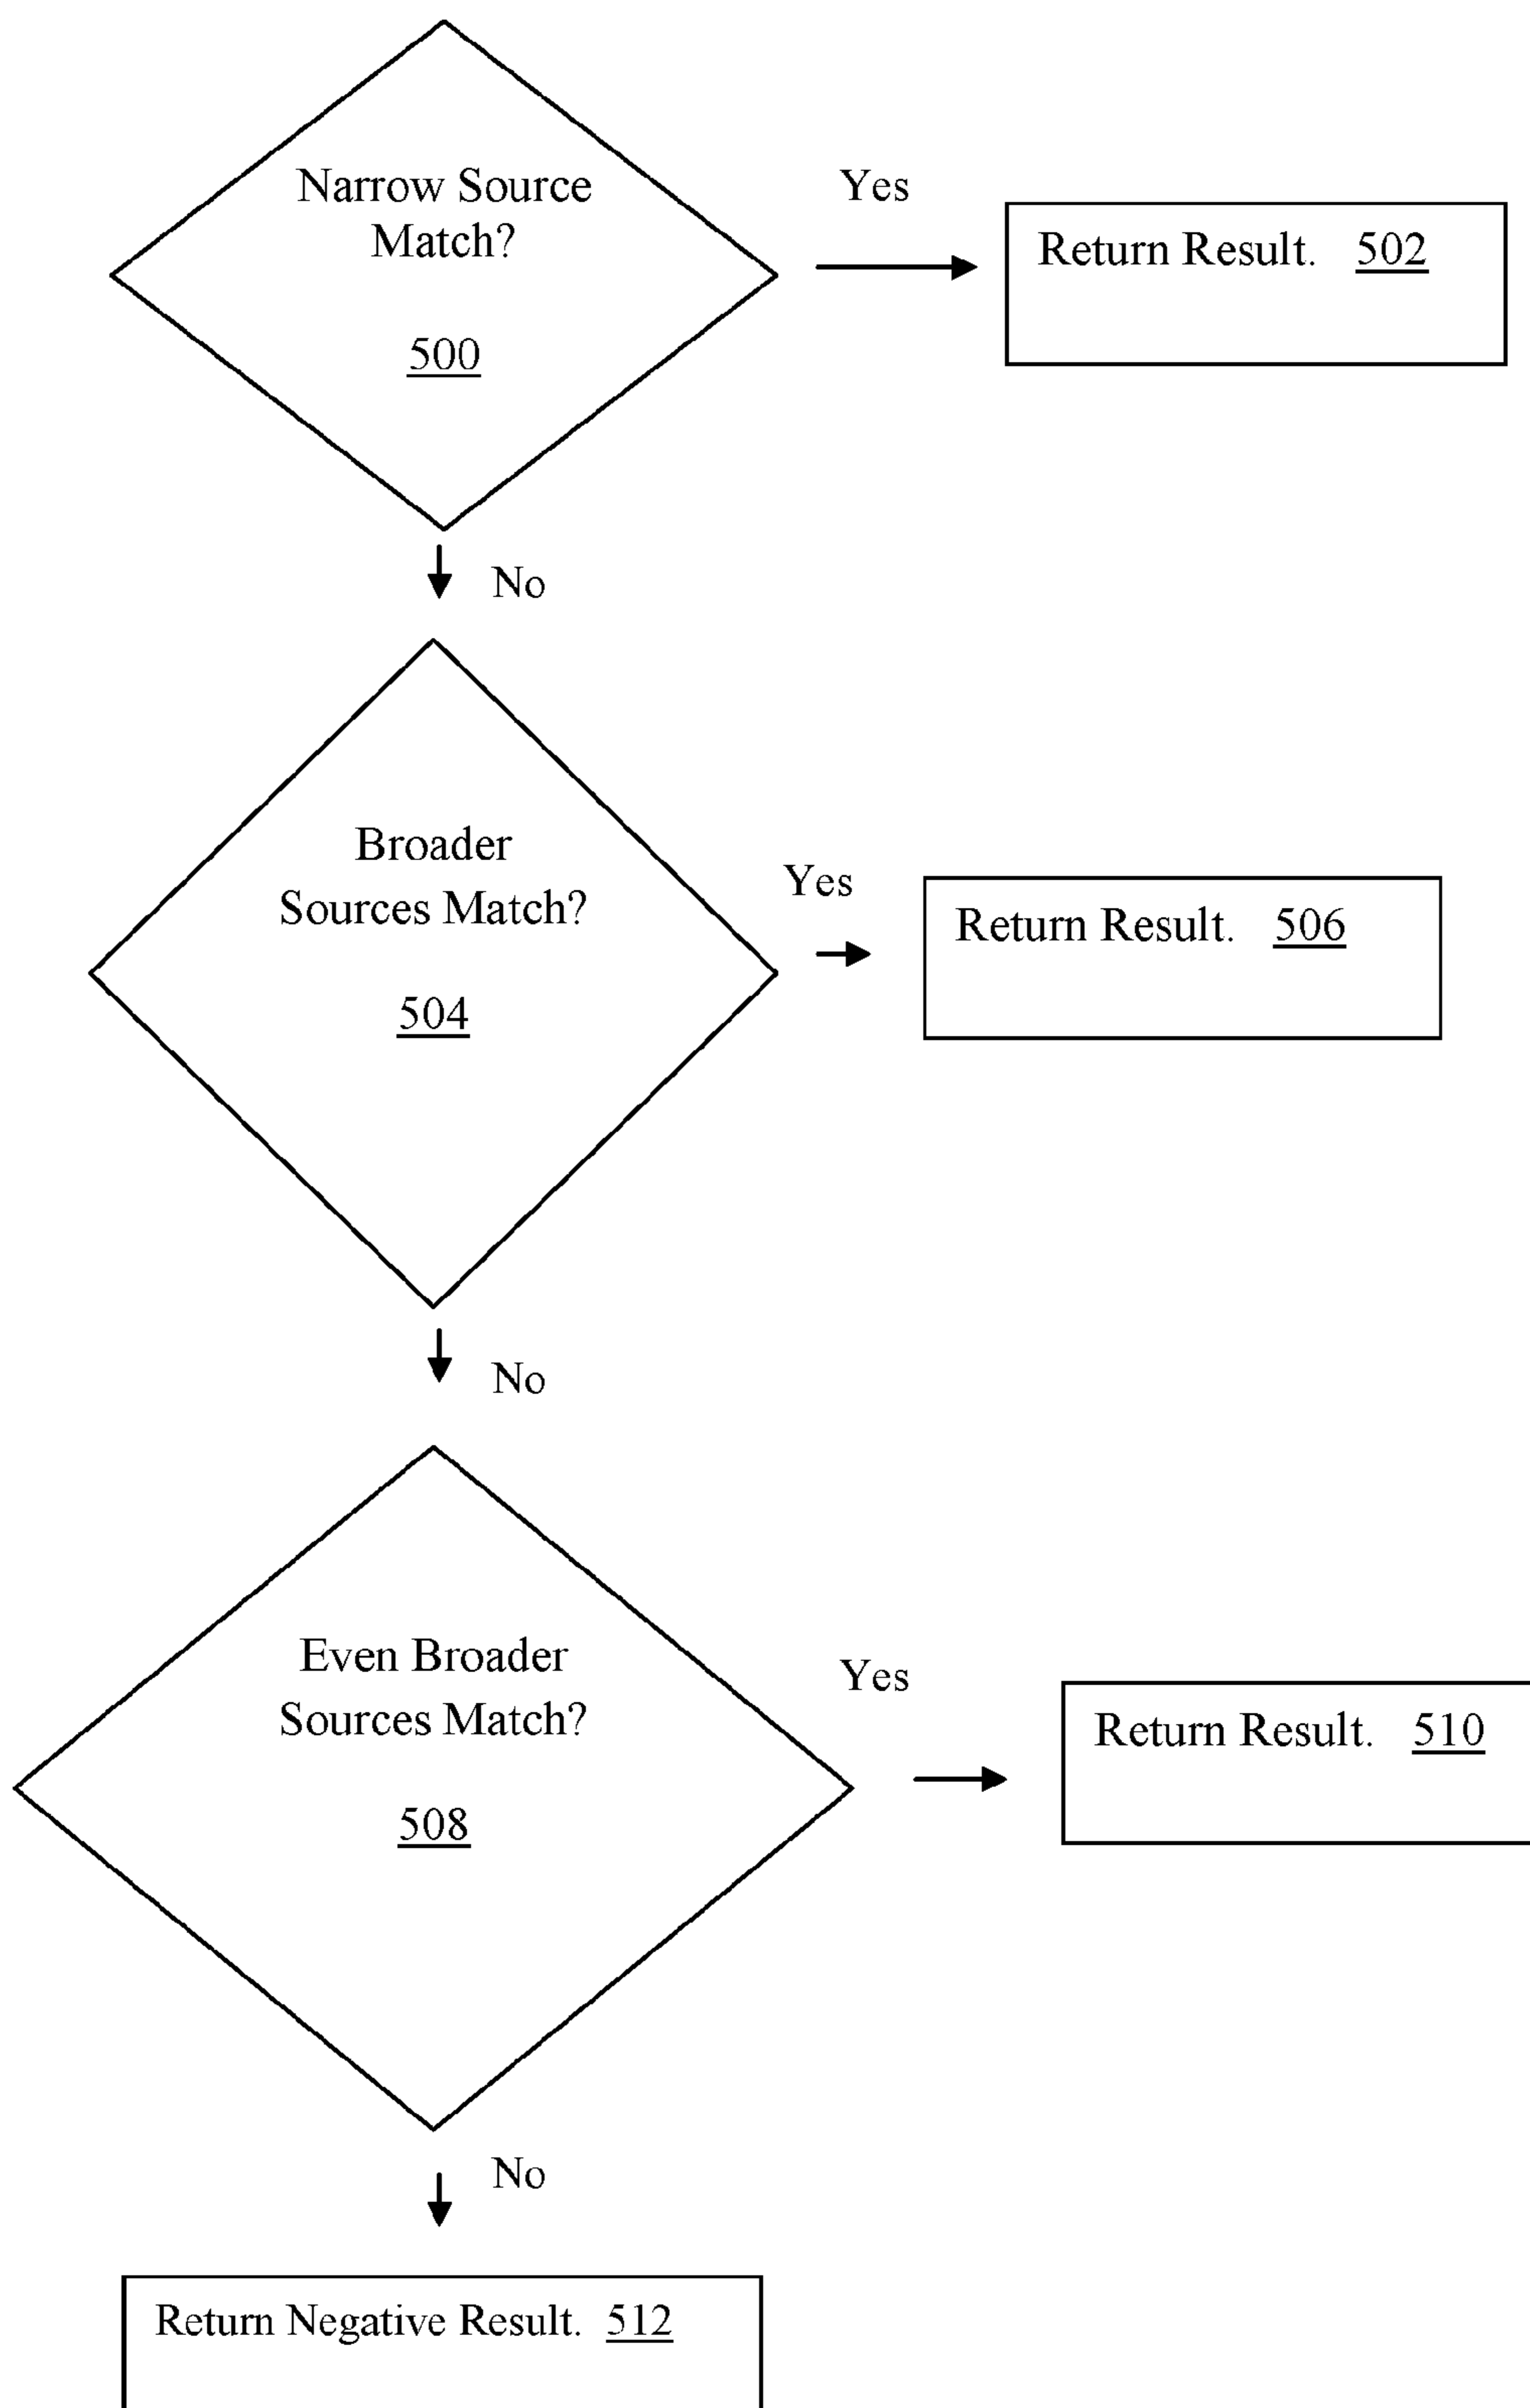 Narrow Source
Match?
500
Yes
Return Result. 502
No
Broader
Sources Match?
504
Yes
Return Result. 506
No
Even Broader
Sources Match?
508
Yes
Return Result. 510
No
Return Negative Result. 512